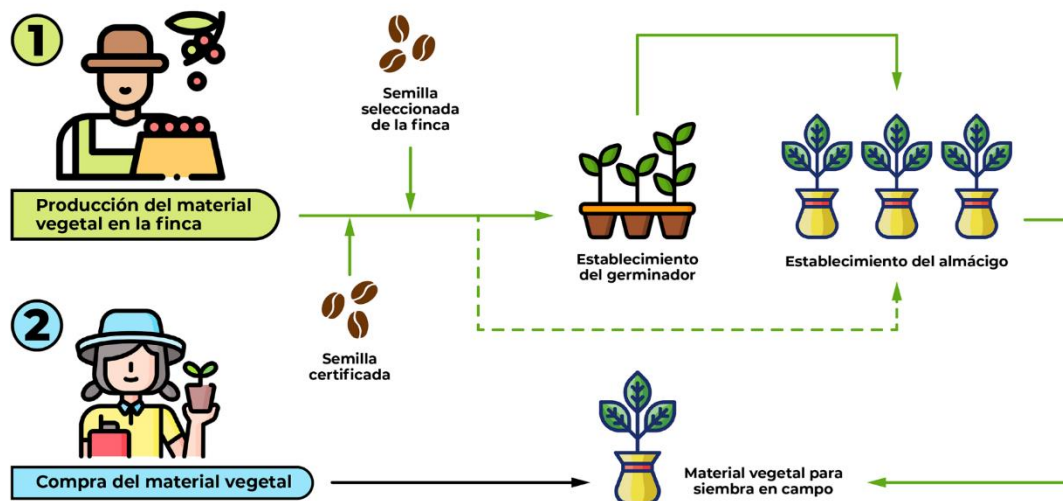 1
Semilla
seleccionada
de la finca
Producción del material
vegetal en la finca
Establecimiento
del germinador
Establecimiento del almácigo
2
Semilla
certificada
Compra del material vegetal
Material vegetal para
siembra en campo